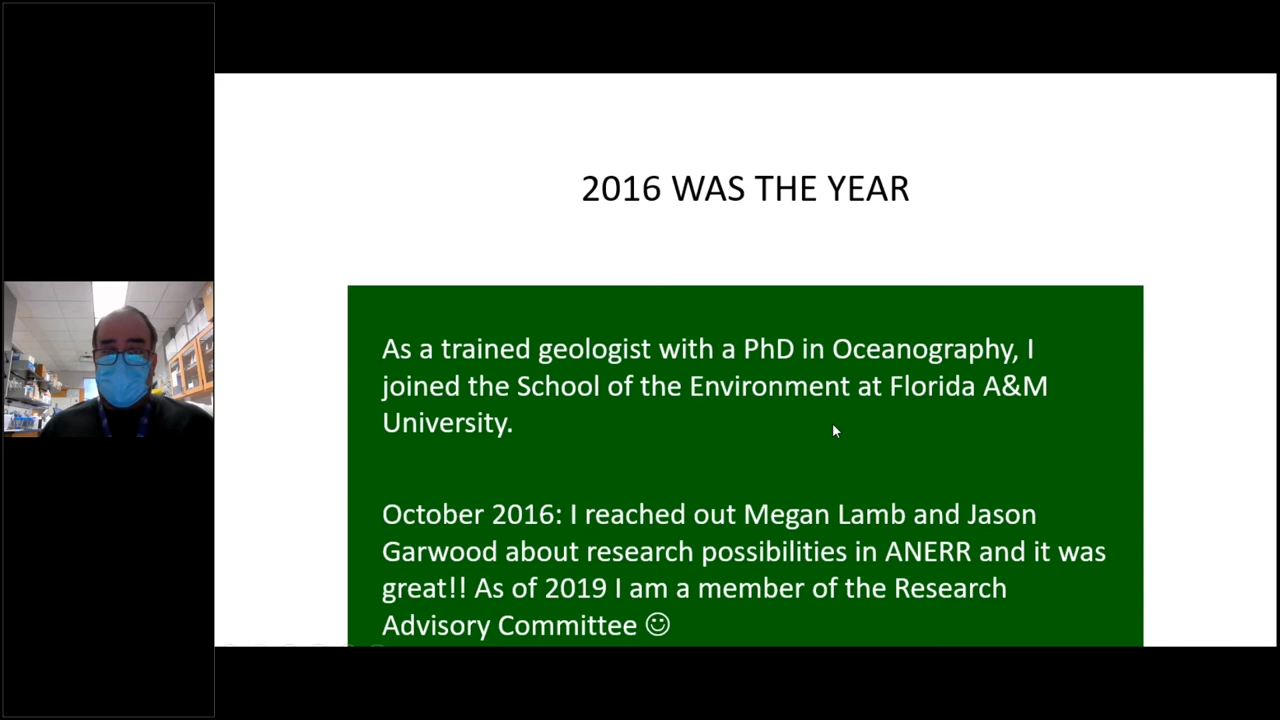 2016 WAS THE YEAR
As a trained geologist with a PhD in Oceanography, I
joined the School of the Environment at Florida A&M
University.
October 2016: I reached out Megan Lamb and Jason
Garwood about research possibilities in ANERR and it was
great!! As of 2019 I am a member of the Research
Advisory Committee ☺